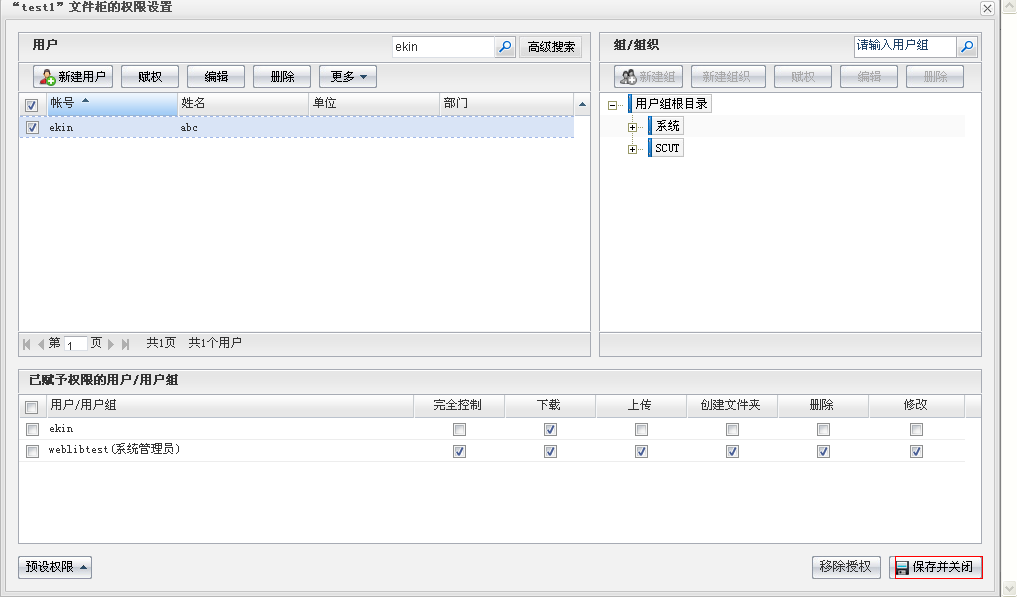 “test1”文件柜的权限设置
用户 ekin 高级搜索
新建用户 赋权 编辑 删除 更多
帐号 姓名 单位 部门
ekin abc
第 1 页 共1页 共1个用户
组/组织 请输入用户组
新建组 新建组织 赋权 编辑 删除
用户组根目录
系统
SCUT
已赋予权限的用户/用户组
用户/用户组 完全控制 下载 上传 创建文件夹 删除 修改
ekin
weblibtest(系统管理员)
预设权限 移除授权 保存并关闭